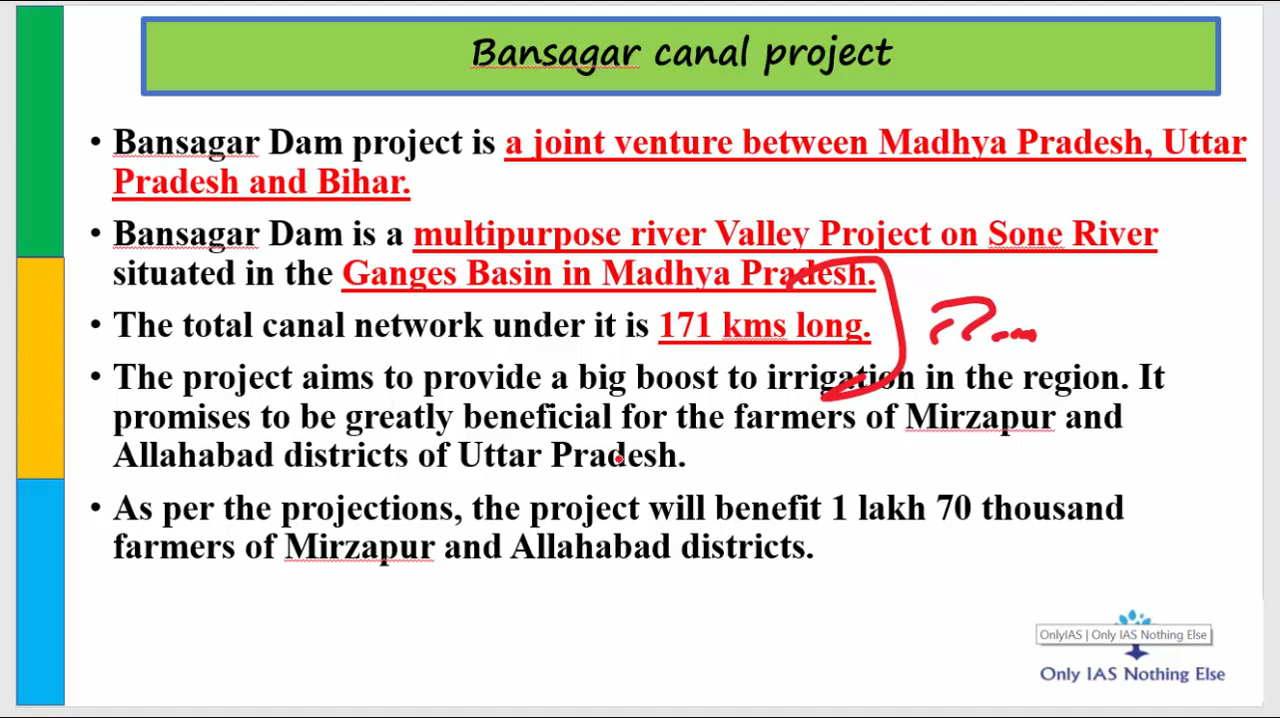 Bansagar canal project
• Bansagar Dam project is a joint venture between Madhya Pradesh, Uttar
Pradesh and Bihar.
• Bansagar Dam is a multipurpose river Valley Project on Sone River
situated in the Ganges Basin in Madhya Pradesh.
• The total canal network under it is 171 kms long.
• The project aims to provide a big boost to irrigation in the region. It
promises to be greatly beneficial for the farmers of Mirzapur and
Allahabad districts of Uttar Pradesh.
• As per the projections, the project will benefit 1 lakh 70 thousand
farmers of Mirzapur and Allahabad districts.
OnlyIAS | Only IAS Nothing Else
Only IAS Nothing Else